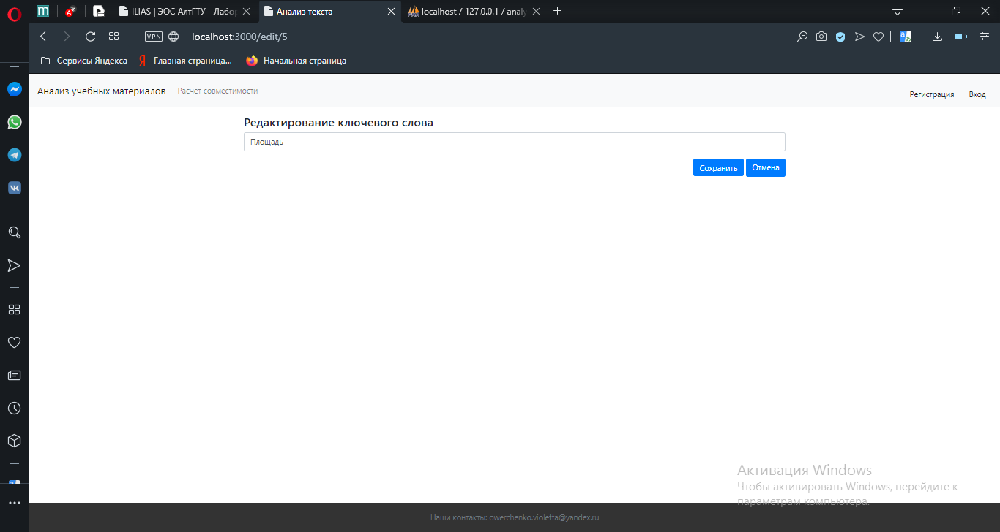 ILIAS | ЭОС АлтГТУ - Лабор
Анализ текста
localhost / 127.0.0.1 / analy
VPN
localhost:3000/edit/5
Сервисы Яндекса
Главная страница...
Начальная страница
Анализ учебных материалов
Расчёт совместимости
Регистрация
Вход
Редактирование ключевого слова
Площадь
Сохранить
Отмена
Активация Windows
Чтобы активировать Windows, перейдите к
параметрам компьютера.
Наши контакты: owerchenko.violetta@yandex.ru